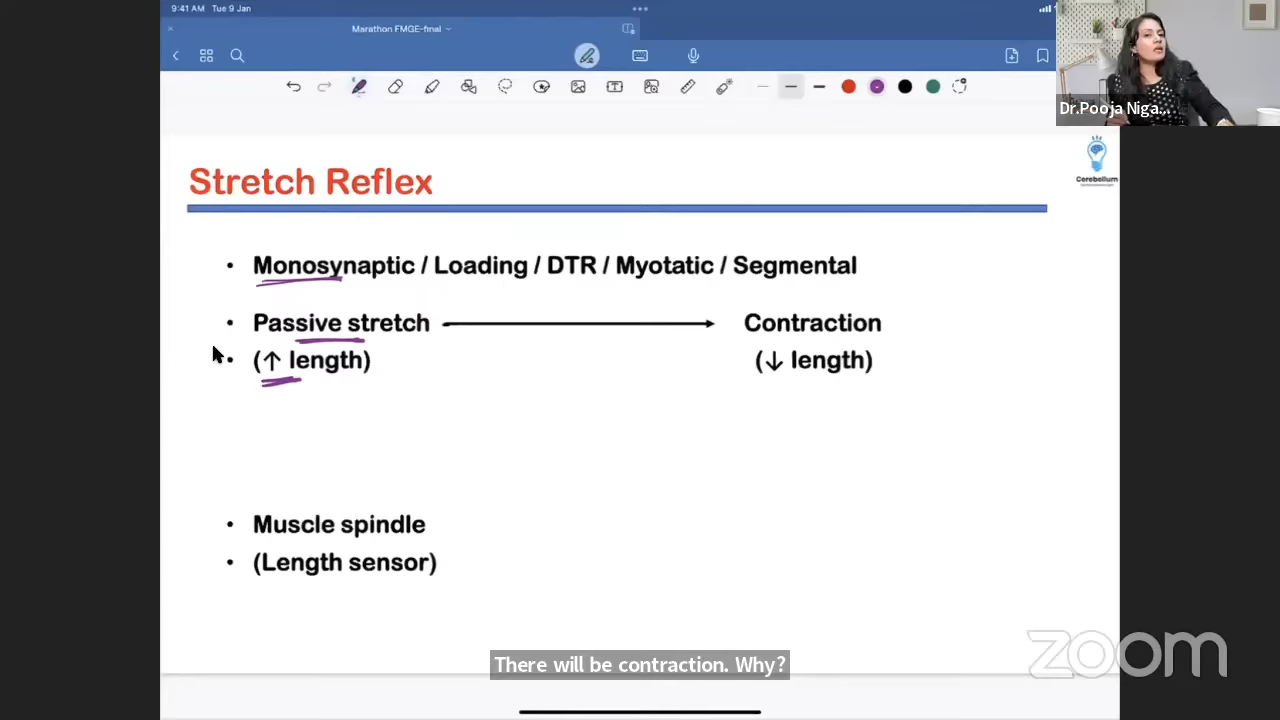 9:41 AM Tue 9 Jan
Marathon FMGE-final
Dr.Pooja Niga...
Cerebellum
Stretch Reflex
• Monosynaptic / Loading / DTR / Myotatic / Segmental
• Passive stretch → Contraction
• (↑ length) (↓ length)
• Muscle spindle
• (Length sensor)
There will be contraction. Why?
zoom